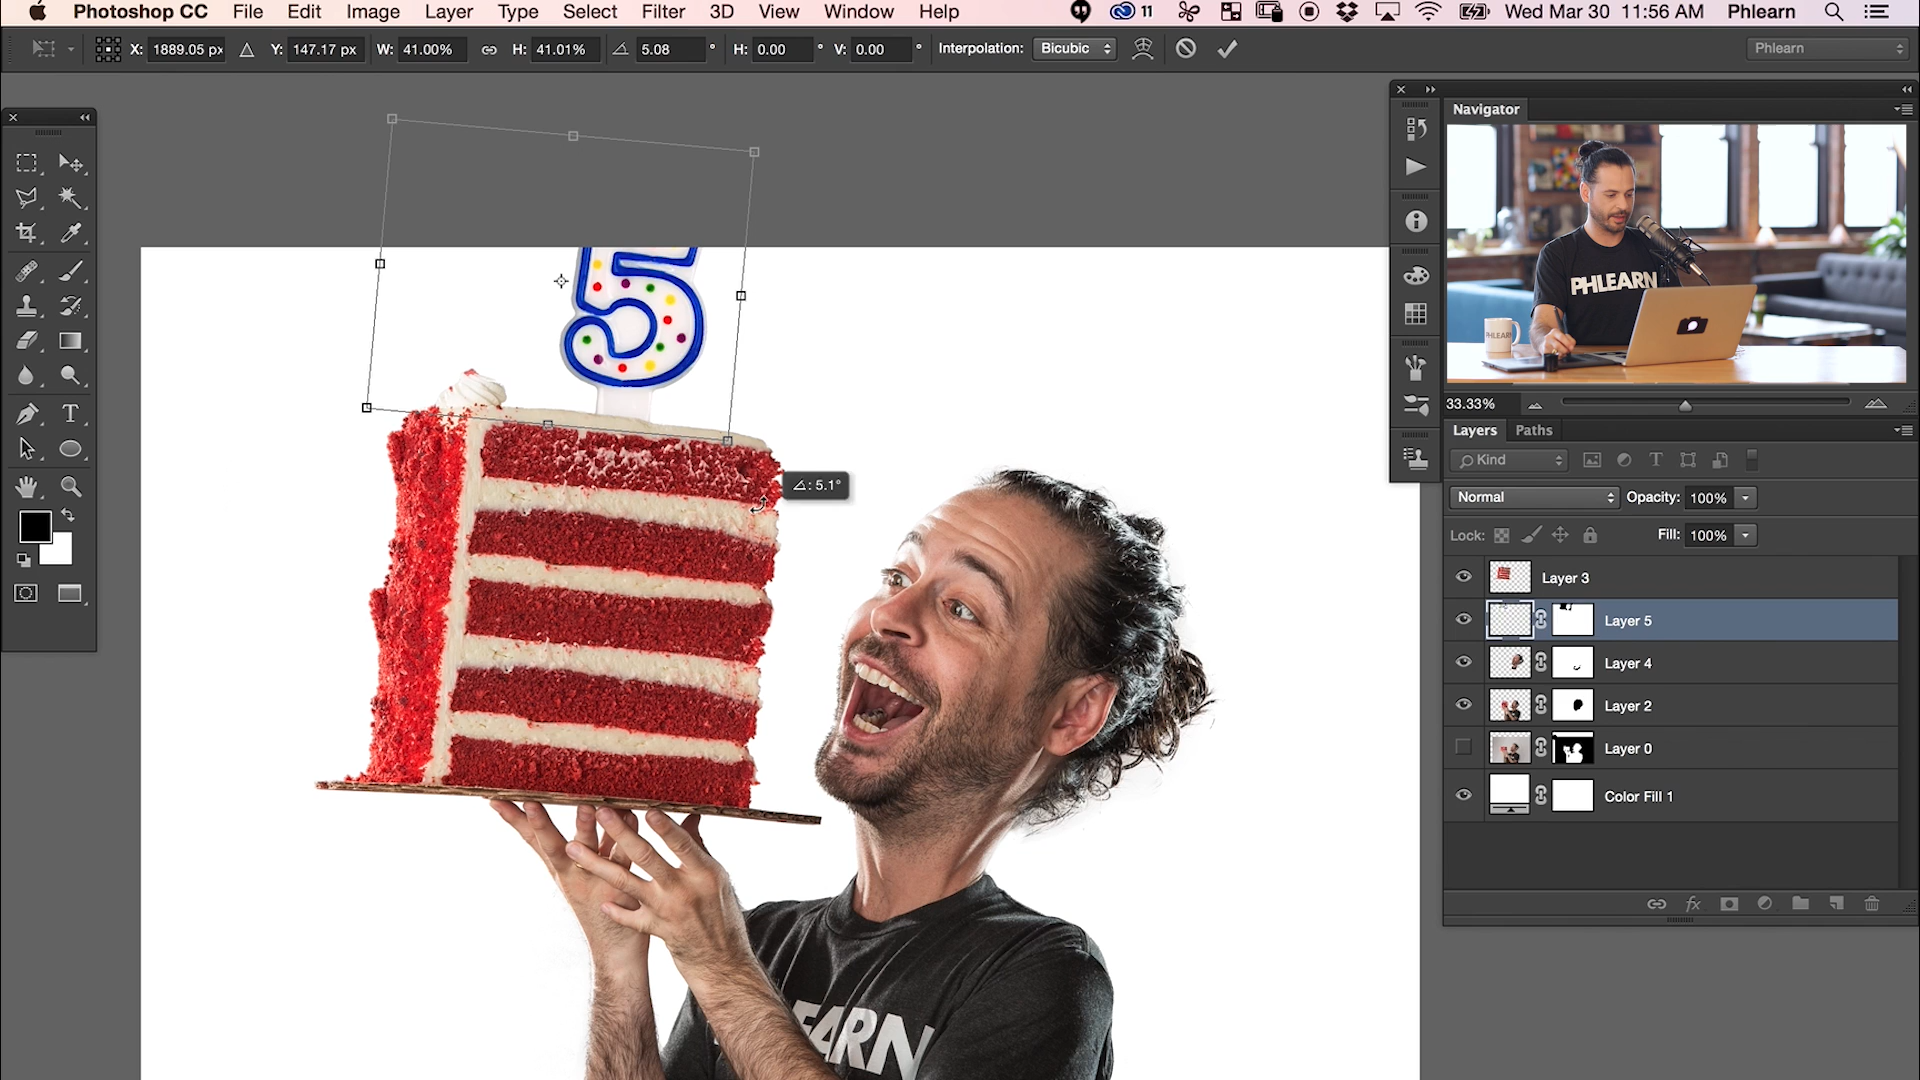 Photoshop CC File Edit Image Layer Type Select Filter 3D View Window Help 11 Wed Mar 30 11:56 AM Phlearn
X: 1889.05 px Y: 147.17 px W: 41.00% H: 41.01% 5.08 ° H: 0.00 ° V: 0.00 ° Interpolation: Bicubic Phlearn
Navigator
PHLEARN
PHLEARN
33.33%
Layers Paths
Kind
Normal Opacity: 100%
Lock: Fill: 100%
Layer 3
Layer 5
Layer 4
Layer 2
Layer 0
Color Fill 1
fx
T
5
5.1°